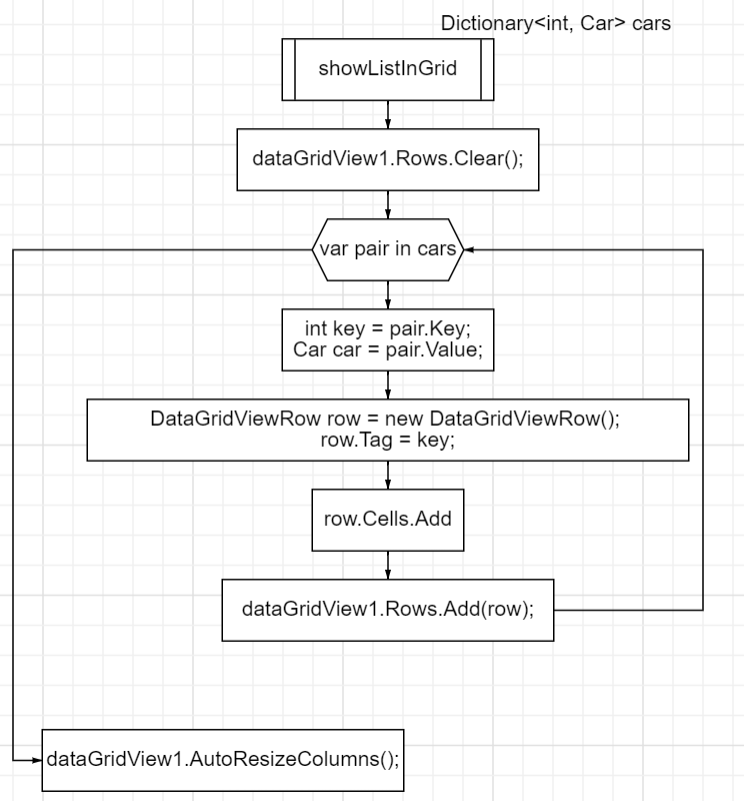 Dictionary<int, Car> cars
showListInGrid
dataGridView1.Rows.Clear();
var pair in cars
int key = pair.Key;
Car car = pair.Value;
DataGridViewRow row = new DataGridViewRow();
row.Tag = key;
row.Cells.Add
dataGridView1.Rows.Add(row);
dataGridView1.AutoResizeColumns();